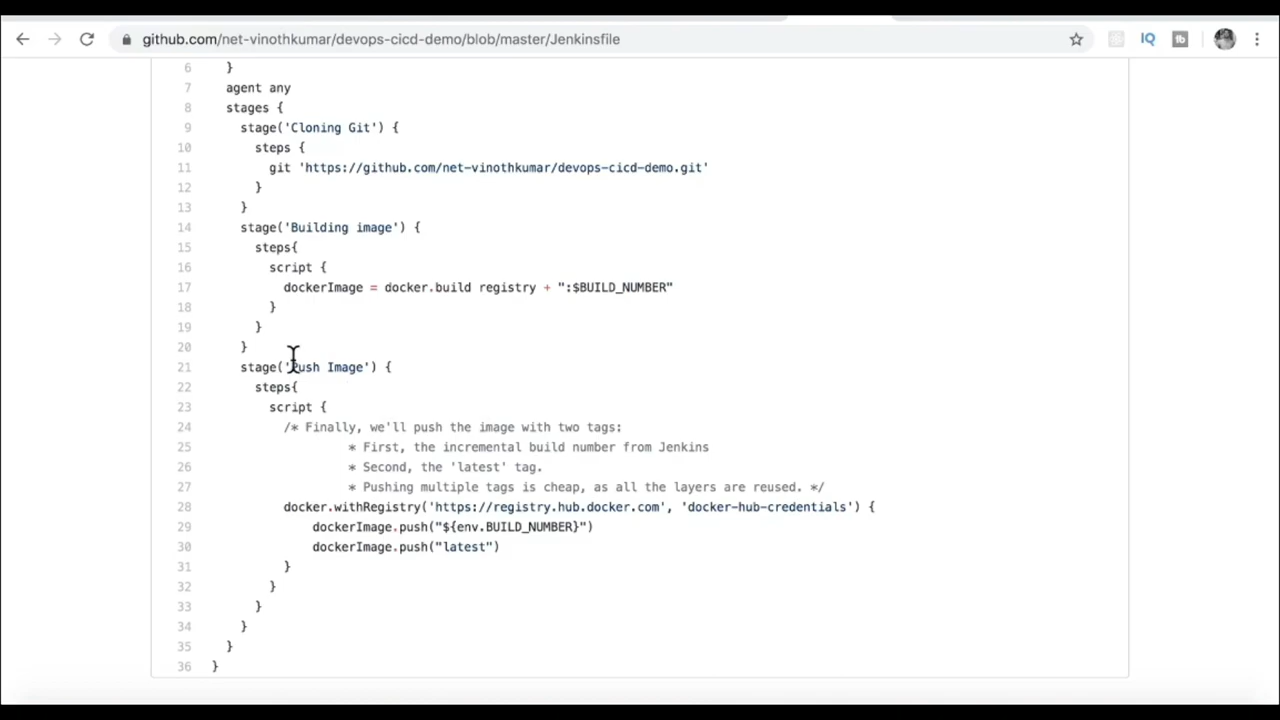 github.com/net-vinothkumar/devops-cicd-demo/blob/master/Jenkinsfile
IQ
tb
6 }
7 agent any
8 stages {
9 stage('Cloning Git') {
10 steps {
11 git 'https://github.com/net-vinothkumar/devops-cicd-demo.git'
12 }
13 }
14 stage('Building image') {
15 steps{
16 script {
17 dockerImage = docker.build registry + ":$BUILD_NUMBER"
18 }
19 }
20 }
21 stage('Push Image') {
22 steps{
23 script {
24 /* Finally, we'll push the image with two tags:
25 * First, the incremental build number from Jenkins
26 * Second, the 'latest' tag.
27 * Pushing multiple tags is cheap, as all the layers are reused. */
28 docker.withRegistry('https://registry.hub.docker.com', 'docker-hub-credentials') {
29 dockerImage.push("${env.BUILD_NUMBER}")
30 dockerImage.push("latest")
31 }
32 }
33 }
34 }
35 }
36 }